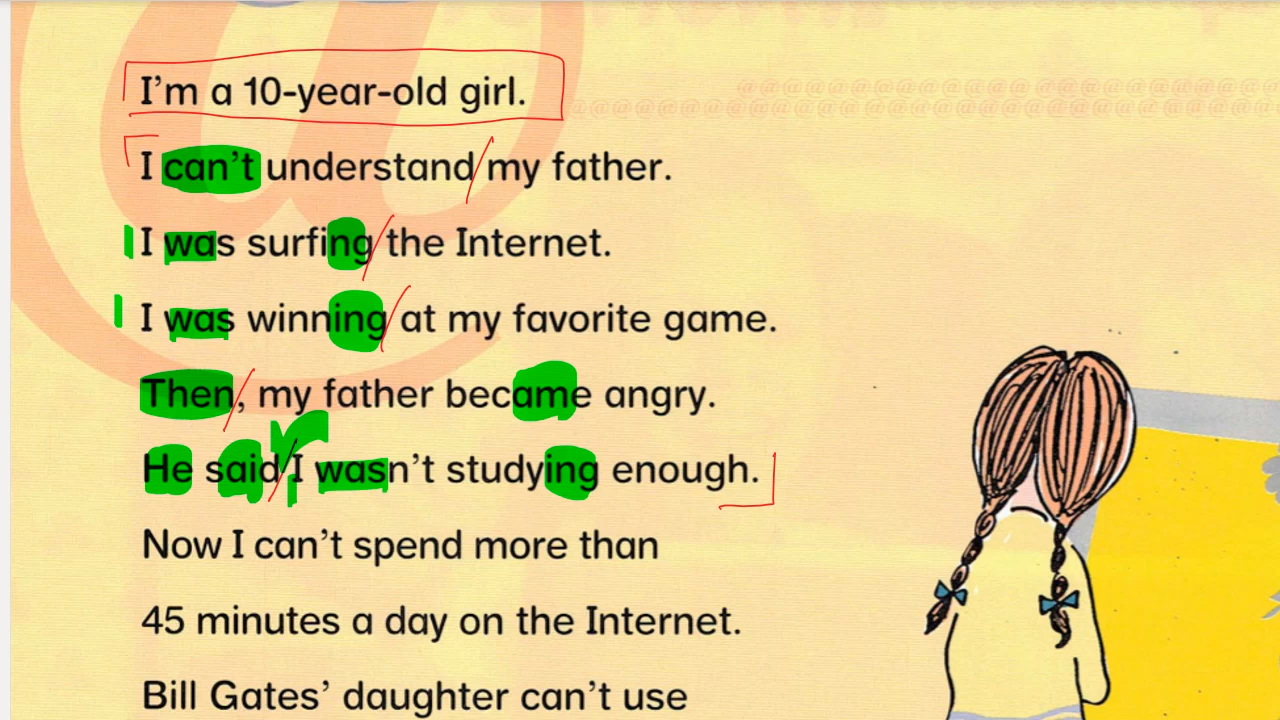 I'm a 10-year-old girl.
I can't understand my father.
I was surfing the Internet.
I was winning at my favorite game.
Then, my father became angry.
He said I wasn't studying enough.
Now I can't spend more than
45 minutes a day on the Internet.
Bill Gates' daughter can't use